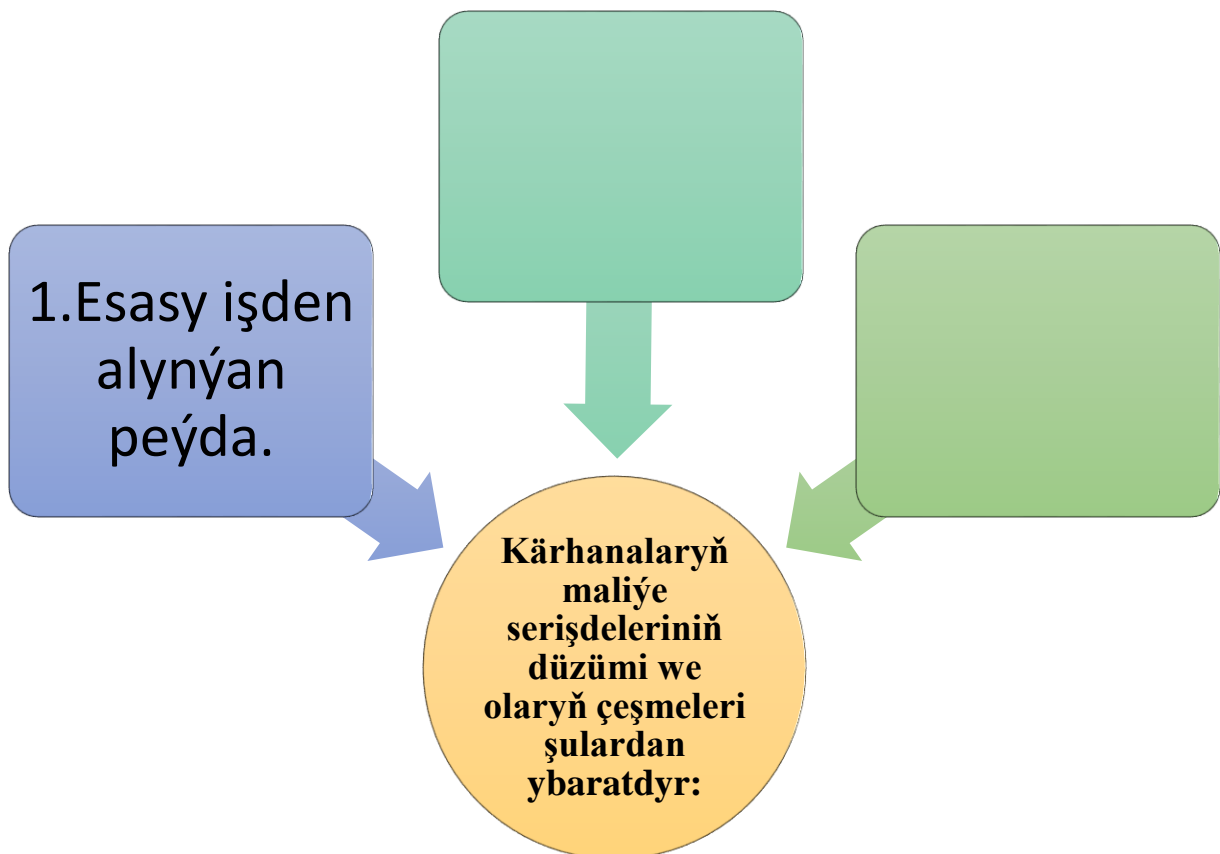 1.Esasy işden
alynýan
peýda.
Kärhanalaryň
maliýe
serişdeleriniň
düzümi we
olaryň çeşmeleri
şulardan
ybaratdyr: